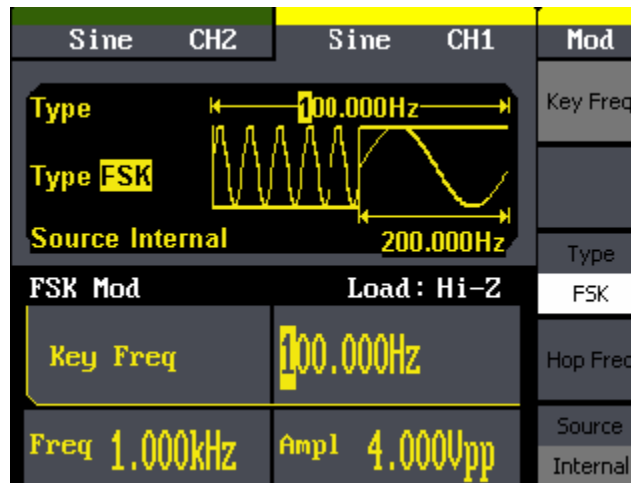 Sine CH2 Sine CH1 Mod
Type 100.000Hz Key Freq
Type FSK
Source Internal 200.000Hz
Type
FSK Mod Load: Hi-Z FSK
Key Freq 100.000Hz Hop Freq
Freq 1.000kHz Ampl 4.000Vpp Source
Internal